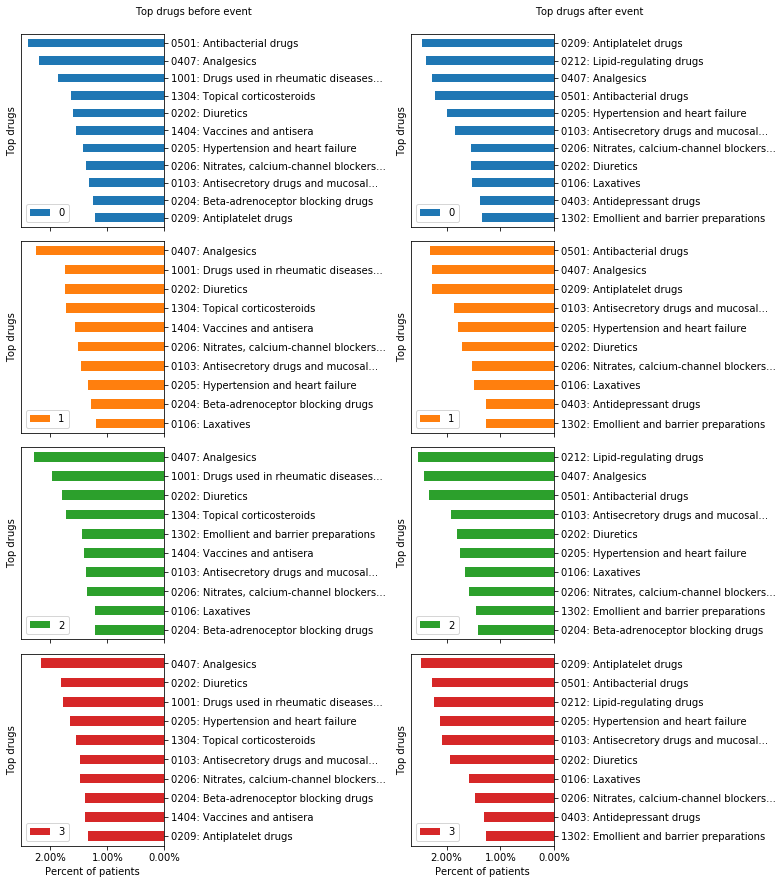 Top drugs before event
Top drugs
0501: Antibacterial drugs
0407: Analgesics
1001: Drugs used in rheumatic diseases...
1304: Topical corticosteroids
0202: Diuretics
1404: Vaccines and antisera
0205: Hypertension and heart failure
0206: Nitrates, calcium-channel blockers...
0103: Antisecretory drugs and mucosal...
0204: Beta-adrenoceptor blocking drugs
0209: Antiplatelet drugs
0
Top drugs
0407: Analgesics
1001: Drugs used in rheumatic diseases...
0202: Diuretics
1304: Topical corticosteroids
1404: Vaccines and antisera
0206: Nitrates, calcium-channel blockers...
0103: Antisecretory drugs and mucosal...
0205: Hypertension and heart failure
0204: Beta-adrenoceptor blocking drugs
0106: Laxatives
1
Top drugs
0407: Analgesics
1001: Drugs used in rheumatic diseases...
0202: Diuretics
1304: Topical corticosteroids
1302: Emollient and barrier preparations
1404: Vaccines and antisera
0103: Antisecretory drugs and mucosal...
0206: Nitrates, calcium-channel blockers...
0106: Laxatives
0204: Beta-adrenoceptor blocking drugs
2
Top drugs
0407: Analgesics
0202: Diuretics
1001: Drugs used in rheumatic diseases...
0205: Hypertension and heart failure
1304: Topical corticosteroids
0103: Antisecretory drugs and mucosal...
0206: Nitrates, calcium-channel blockers...
0204: Beta-adrenoceptor blocking drugs
1404: Vaccines and antisera
0209: Antiplatelet drugs
3
2.00% 1.00% 0.00%
Percent of patients
Top drugs after event
Top drugs
0209: Antiplatelet drugs
0212: Lipid-regulating drugs
0407: Analgesics
0501: Antibacterial drugs
0205: Hypertension and heart failure
0103: Antisecretory drugs and mucosal...
0206: Nitrates, calcium-channel blockers...
0202: Diuretics
0106: Laxatives
0403: Antidepressant drugs
1302: Emollient and barrier preparations
0
Top drugs
0501: Antibacterial drugs
0407: Analgesics
0209: Antiplatelet drugs
0103: Antisecretory drugs and mucosal...
0205: Hypertension and heart failure
0202: Diuretics
0206: Nitrates, calcium-channel blockers...
0106: Laxatives
0403: Antidepressant drugs
1302: Emollient and barrier preparations
1
Top drugs
0212: Lipid-regulating drugs
0407: Analgesics
0501: Antibacterial drugs
0103: Antisecretory drugs and mucosal...
0202: Diuretics
0205: Hypertension and heart failure
0106: Laxatives
0206: Nitrates, calcium-channel blockers...
1302: Emollient and barrier preparations
0204: Beta-adrenoceptor blocking drugs
2
Top drugs
0209: Antiplatelet drugs
0501: Antibacterial drugs
0212: Lipid-regulating drugs
0205: Hypertension and heart failure
0103: Antisecretory drugs and mucosal...
0202: Diuretics
0106: Laxatives
0206: Nitrates, calcium-channel blockers...
0403: Antidepressant drugs
1302: Emollient and barrier preparations
3
2.00% 1.00% 0.00%
Percent of patients